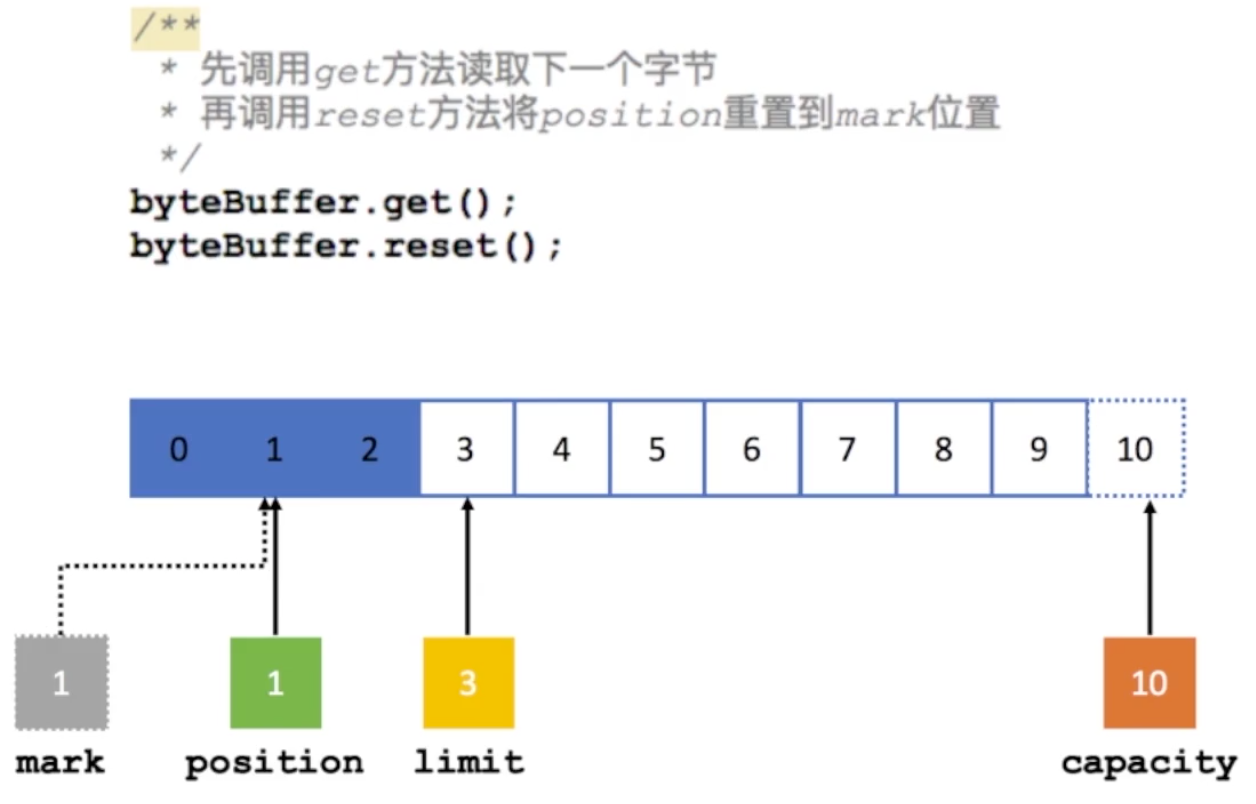 /**
* 先调用get方法读取下一个字节
* 再调用reset方法将position重置到mark位置
*/
byteBuffer.get();
byteBuffer.reset();
0 1 2 3 4 5 6 7 8 9 10
1 1 3 10
mark position limit capacity